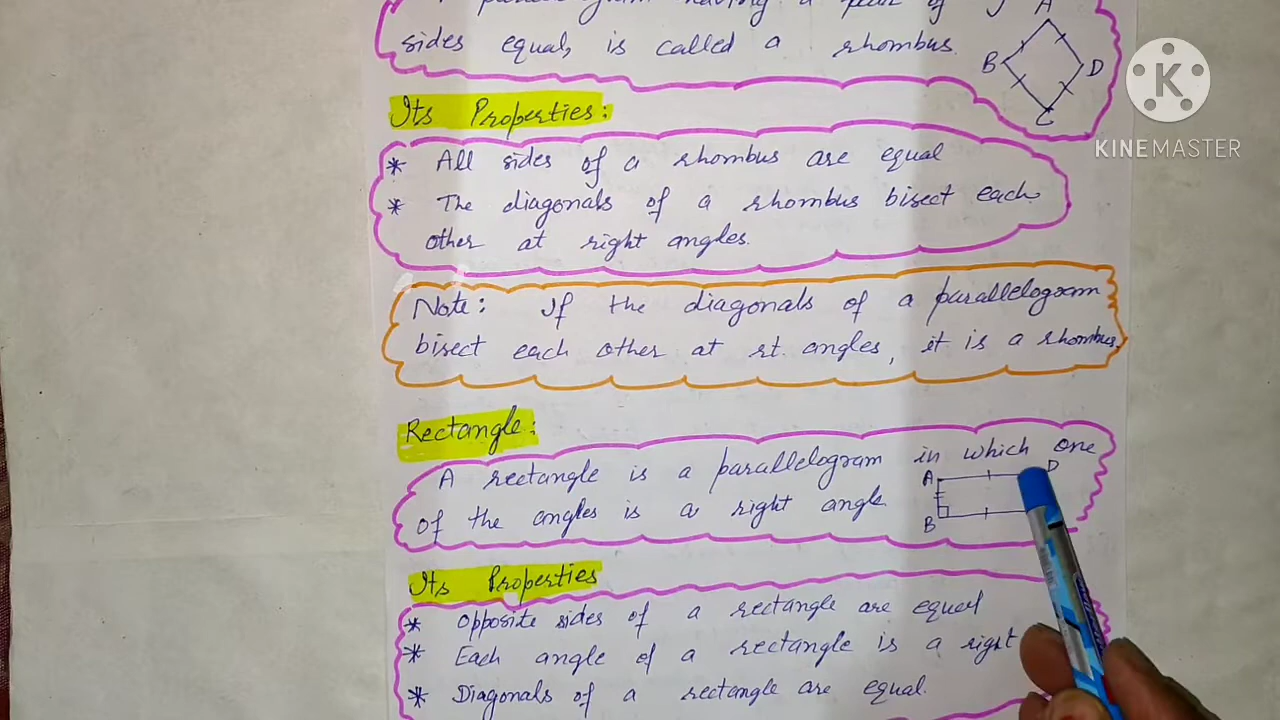 sides equal, is called a rhombus.
A
B
D
C
K
KINEMASTER
Its Properties:
* All sides of a rhombus are equal
* The diagonals of a rhombus bisect each
other at right angles.
Note: If the diagonals of a parallelogram
bisect each other at rt. angles, it is a rhombus.
Rectangle:
A rectangle is a parallelogram in which one
of the angles is a right angle
A
D
B
Its Properties
* Opposite sides of a rectangle are equal
* Each angle of a rectangle is a right
* Diagonals of a rectangle are equal.